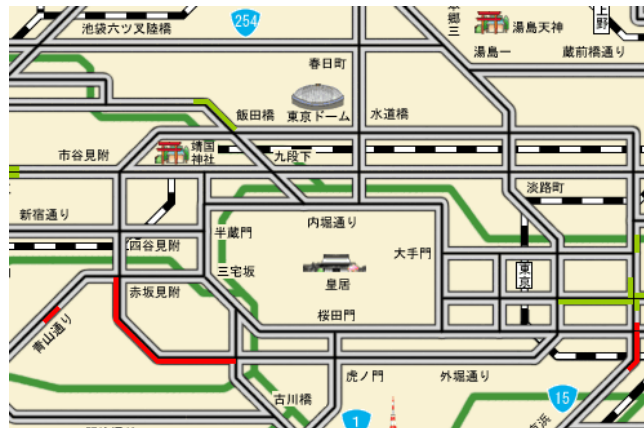 池袋六ツ又陸橋
254
本郷三
湯島天神
上野
湯島一
蔵前橋通り
春日町
飯田橋
東京ドーム
水道橋
市谷見附
靖国
神社
九段下
淡路町
新宿通り
半蔵門
内堀通り
四谷見附
大手門
三宅坂
皇居
東京
赤坂見附
桜田門
青山通り
虎ノ門
外堀通り
古川橋
15
1